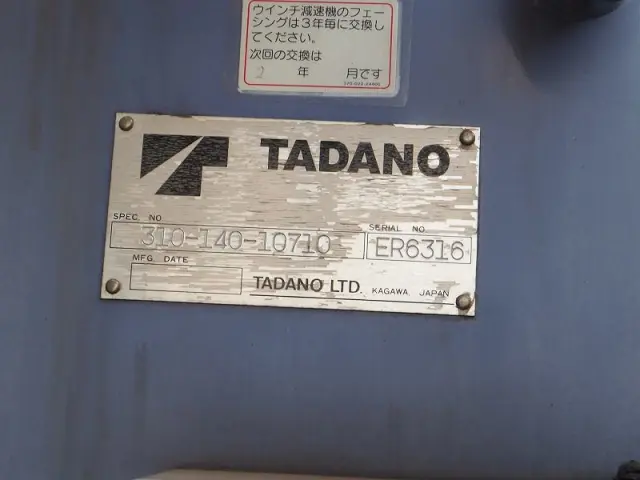 ウインチ減速機のフェー
シングは3年毎に交換し
てください。
次回の交換は
2 年 月です
TADANO
SPEC. NO.
310-140-10710
SERIAL NO.
ER6316
MFG. DATE
TADANO LTD. KAGAWA JAPAN